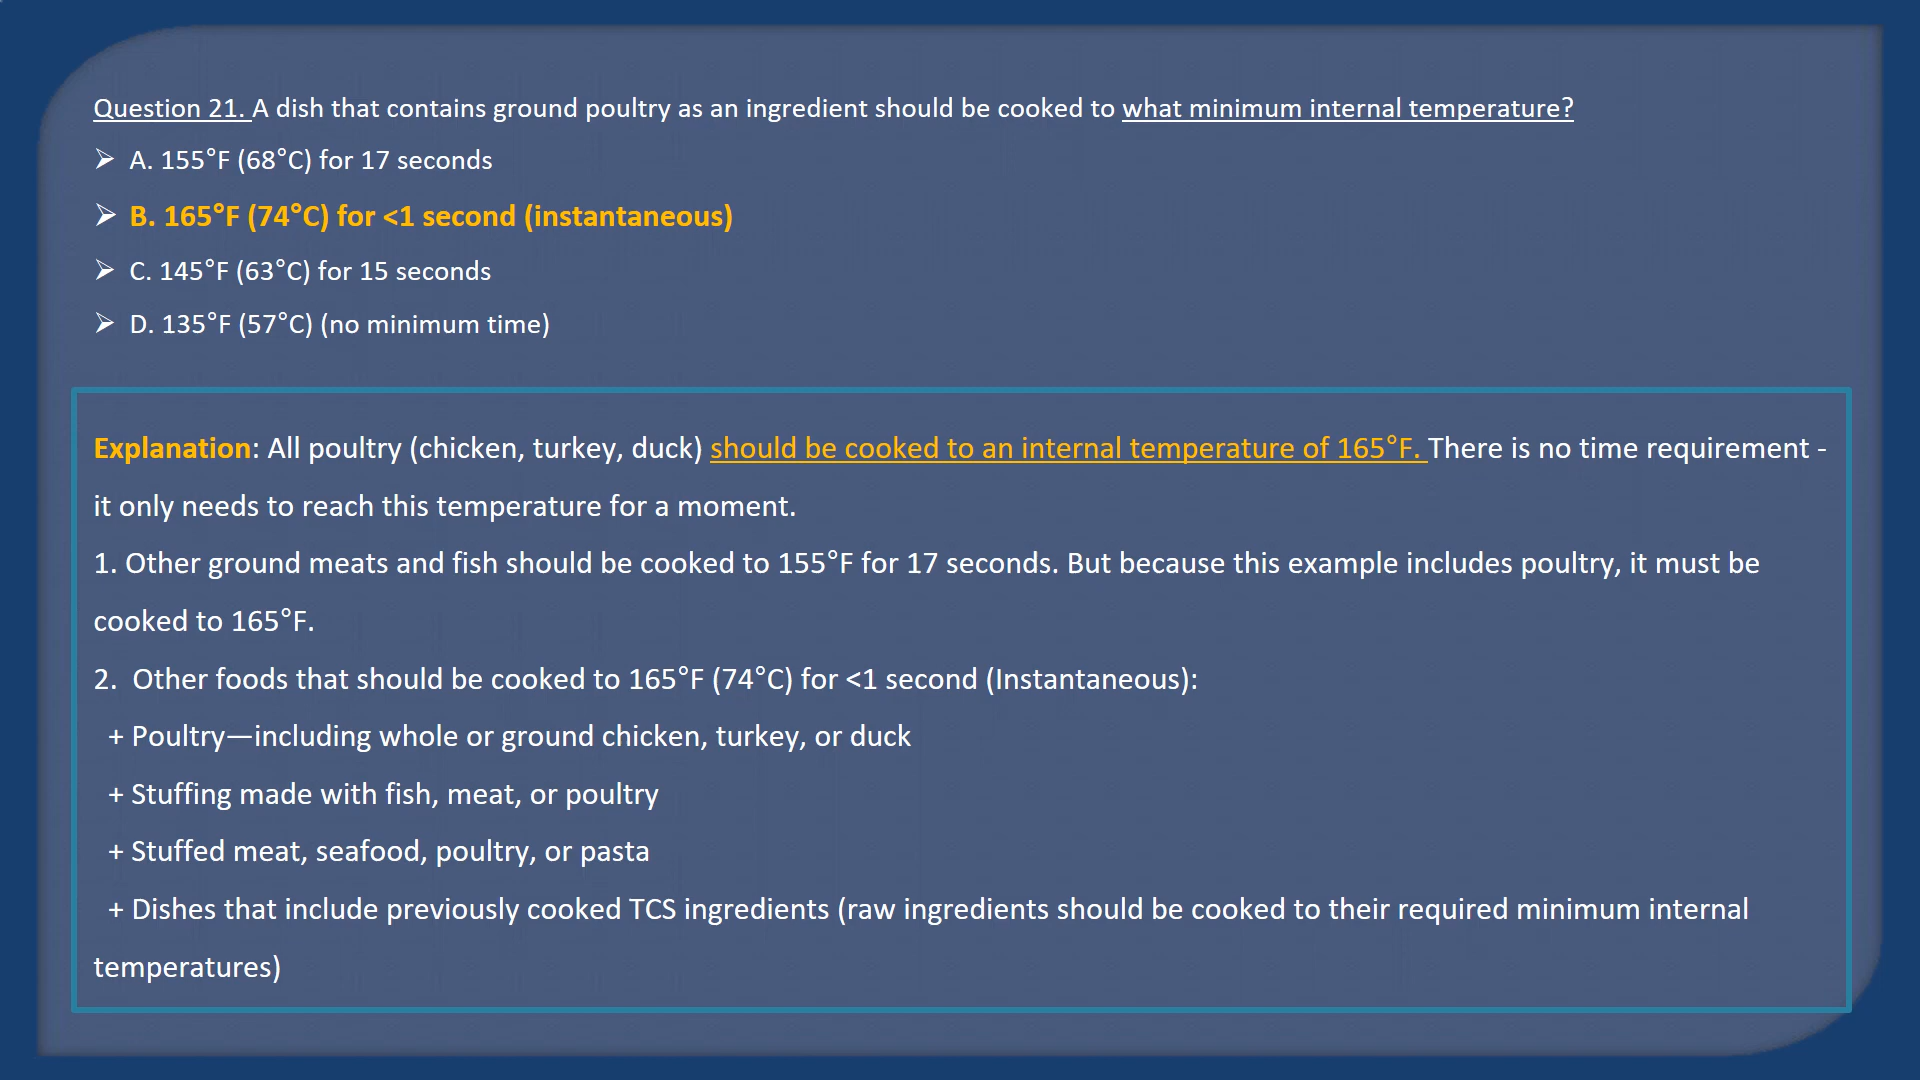 Question 21. A dish that contains ground poultry as an ingredient should be cooked to what minimum internal temperature?
➢ A. 155°F (68°C) for 17 seconds
➢ B. 165°F (74°C) for <1 second (instantaneous)
➢ C. 145°F (63°C) for 15 seconds
➢ D. 135°F (57°C) (no minimum time)
Explanation: All poultry (chicken, turkey, duck) should be cooked to an internal temperature of 165°F. There is no time requirement -
it only needs to reach this temperature for a moment.
1. Other ground meats and fish should be cooked to 155°F for 17 seconds. But because this example includes poultry, it must be
cooked to 165°F.
2. Other foods that should be cooked to 165°F (74°C) for <1 second (Instantaneous):
+ Poultry—including whole or ground chicken, turkey, or duck
+ Stuffing made with fish, meat, or poultry
+ Stuffed meat, seafood, poultry, or pasta
+ Dishes that include previously cooked TCS ingredients (raw ingredients should be cooked to their required minimum internal
temperatures)